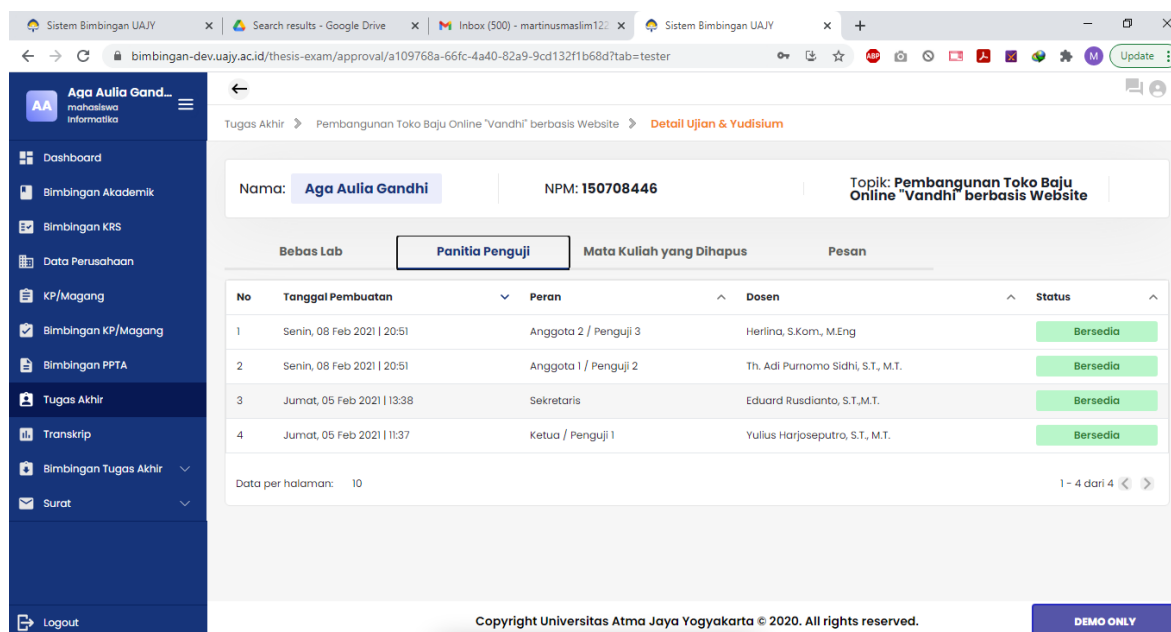 Sistem Bimbingan UAJY
Search results - Google Drive
Inbox (500) - martinusmaslim122
Sistem Bimbingan UAJY
bimbingan-dev.uajy.ac.id/thesis-exam/approval/a109768a-66fc-4a40-82a9-9cd132f1b68d?tab=tester
ABP
M
Update
AA
Aga Aulia Gand...
mahasiswa
Informatika
Dashboard
Bimbingan Akademik
Bimbingan KRS
Data Perusahaan
KP/Magang
Bimbingan KP/Magang
Bimbingan PPTA
Tugas Akhir
Transkrip
Bimbingan Tugas Akhir
Surat
Logout
Tugas Akhir Pembangunan Toko Baju Online "Vandhi" berbasis Website Detail Ujian & Yudisium
Nama: Aga Aulia Gandhi
NPM: 150708446
Topik: Pembangunan Toko Baju
Online "Vandhi" berbasis Website
Bebas Lab Panitia Penguji Mata Kuliah yang Dihapus Pesan
No Tanggal Pembuatan Peran Dosen Status
1 Senin, 08 Feb 2021 | 20:51 Anggota 2 / Penguji 3 Herlina, S.Kom., M.Eng Bersedia
2 Senin, 08 Feb 2021 | 20:51 Anggota 1 / Penguji 2 Th. Adi Purnomo Sidhi, S.T., M.T. Bersedia
3 Jumat, 05 Feb 2021 | 13:38 Sekretaris Eduard Rusdianto, S.T.,M.T. Bersedia
4 Jumat, 05 Feb 2021 | 11:37 Ketua / Penguji 1 Yulius Harjoseputro, S.T., M.T. Bersedia
Data per halaman: 10
1 - 4 dari 4
Copyright Universitas Atma Jaya Yogyakarta © 2020. All rights reserved.
DEMO ONLY